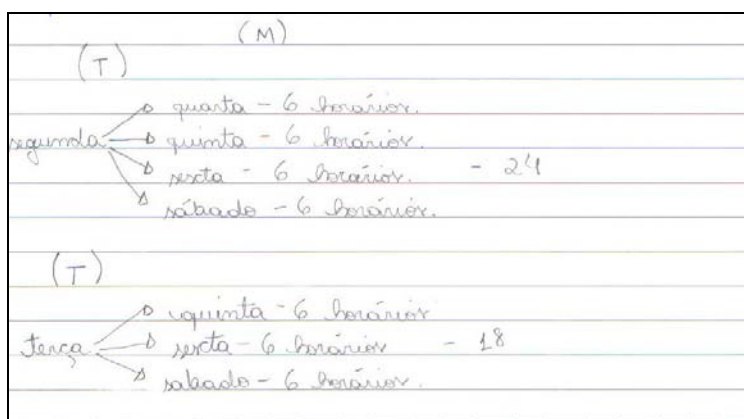 (M)
(T)
quarta - 6 horários.
segunda quinta - 6 horários.
sexta - 6 horários. - 24
sábado - 6 horários.
(T)
quinta - 6 horários
terça sexta - 6 horários - 18
sabado - 6 horários.